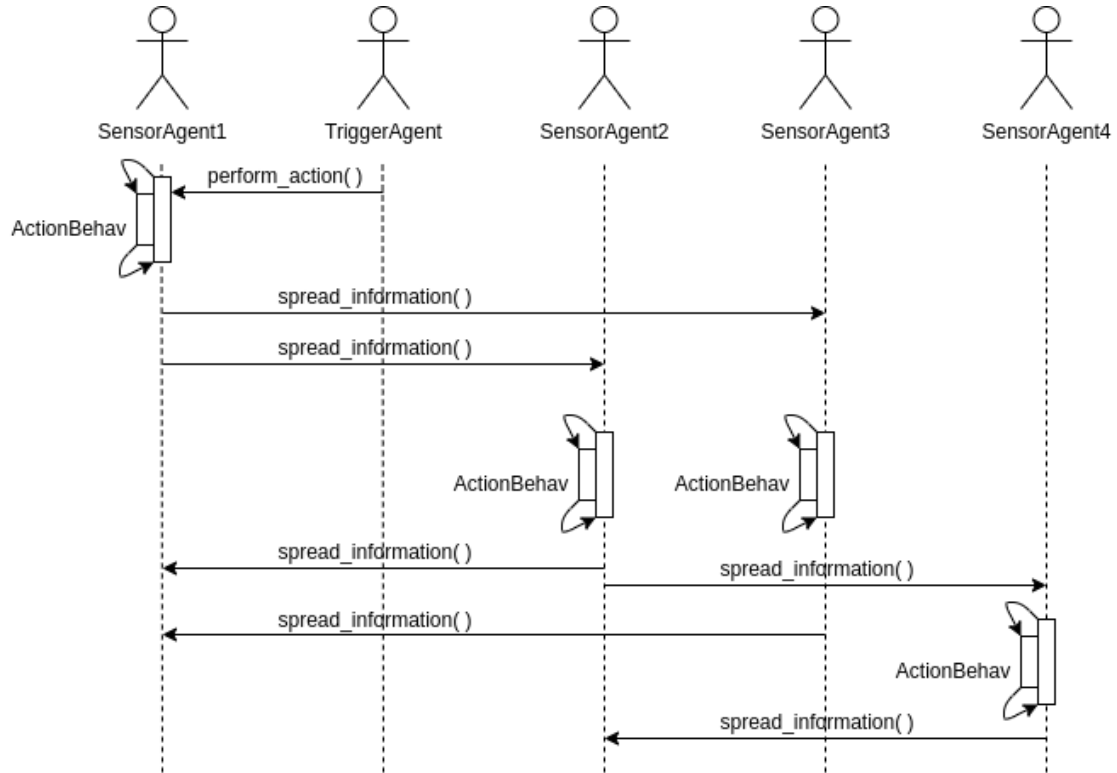 SensorAgent1
TriggerAgent
SensorAgent2
SensorAgent3
SensorAgent4
perform_action( )
ActionBehav
spread_information( )
spread_information( )
ActionBehav
ActionBehav
spread_information( )
spread_information( )
spread_information( )
ActionBehav
spread_information( )